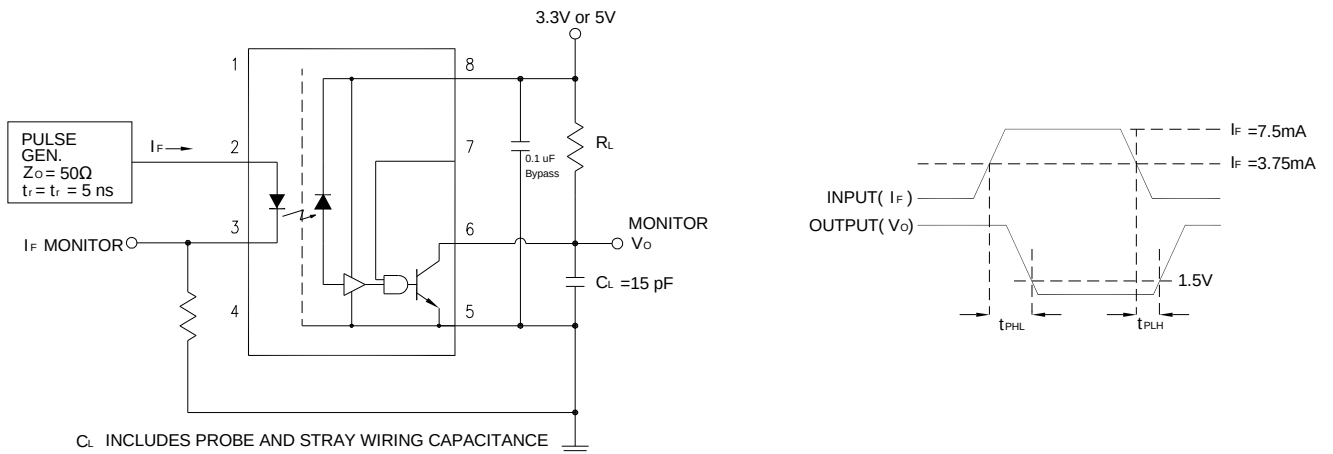 3.3V or 5V
1
8
PULSE
GEN.
ZO = 50Ω
tr = tr = 5 ns
IF
2
7
RL
0.1 uF
Bypass
3
6
MONITOR
VO
IF MONITOR
CL =15 pF
4
5
CL INCLUDES PROBE AND STRAY WIRING CAPACITANCE
IF =7.5mA
IF =3.75mA
INPUT( IF )
OUTPUT( VO)
1.5V
tPHL
tPLH